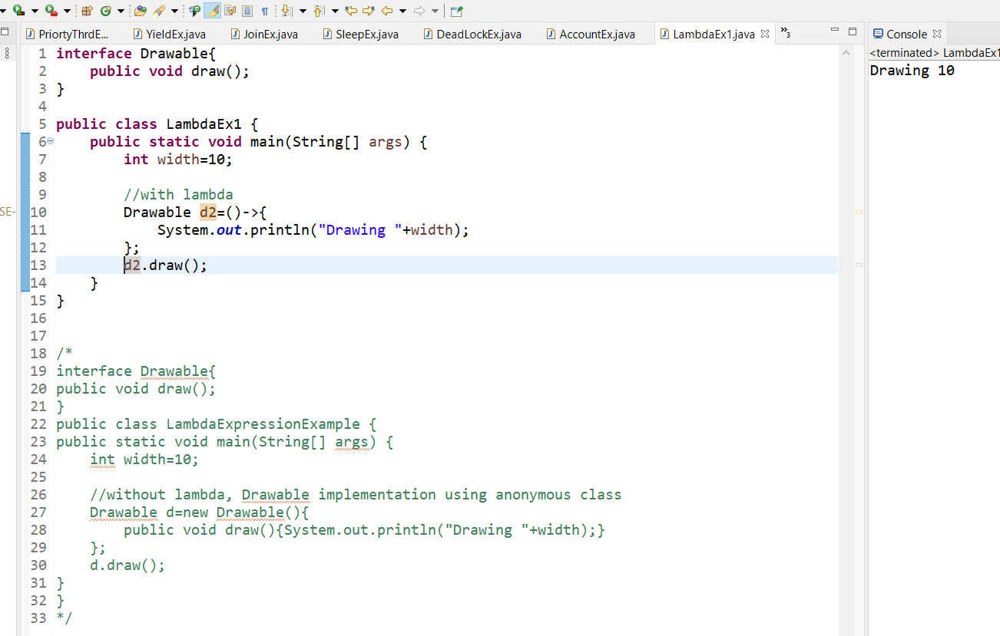 PriortyThrdE...
YieldEx.java
JoinEx.java
SleepEx.java
DeadLockEx.java
AccountEx.java
LambdaEx1.java
»3
Console
<terminated> LambdaEx1
Drawing 10
SE-
1 interface Drawable{
2     public void draw();
3 }
4
5 public class LambdaEx1 {
6     public static void main(String[] args) {
7         int width=10;
8
9         //with lambda
10         Drawable d2=()->{
11             System.out.println("Drawing "+width);
12         };
13         d2.draw();
14     }
15 }
16
17
18 /*
19 interface Drawable{
20 public void draw();
21 }
22 public class LambdaExpressionExample {
23 public static void main(String[] args) {
24     int width=10;
25
26     //without lambda, Drawable implementation using anonymous class
27     Drawable d=new Drawable(){
28         public void draw(){System.out.println("Drawing "+width);}
29     };
30     d.draw();
31 }
32 }
33 */